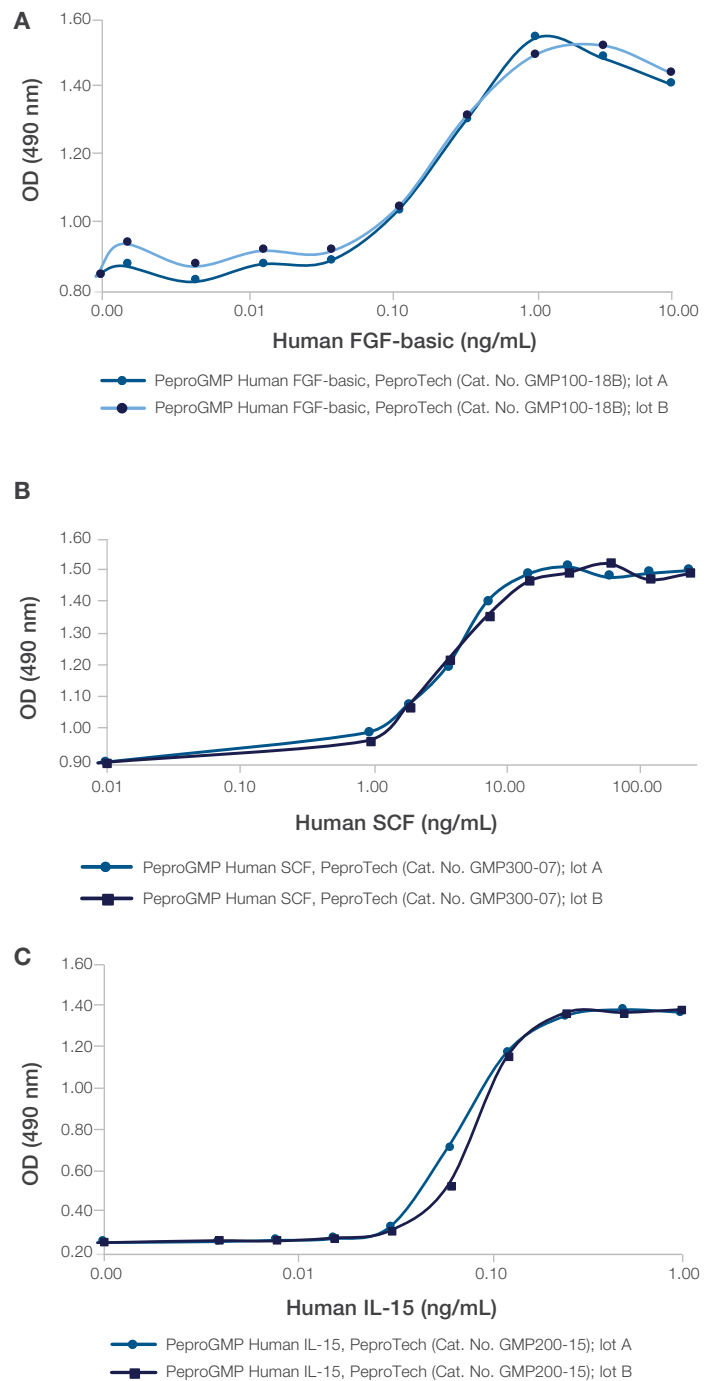 A
1.60
1.40
1.20
1.00
0.80
OD (490 nm)
0.00 0.01 0.10 1.00 10.00
Human FGF-basic (ng/mL)
PeproGMP Human FGF-basic, PeproTech (Cat. No. GMP100-18B); lot A
PeproGMP Human FGF-basic, PeproTech (Cat. No. GMP100-18B); lot B
B
1.60
1.50
1.40
1.30
1.20
1.10
1.00
0.90
OD (490 nm)
0.01 0.10 1.00 10.00 100.00
Human SCF (ng/mL)
PeproGMP Human SCF, PeproTech (Cat. No. GMP300-07); lot A
PeproGMP Human SCF, PeproTech (Cat. No. GMP300-07); lot B
C
1.60
1.40
1.20
1.00
0.80
0.60
0.40
0.20
OD (490 nm)
0.00 0.01 0.10 1.00
Human IL-15 (ng/mL)
PeproGMP Human IL-15, PeproTech (Cat. No. GMP200-15); lot A
PeproGMP Human IL-15, PeproTech (Cat. No. GMP200-15); lot B